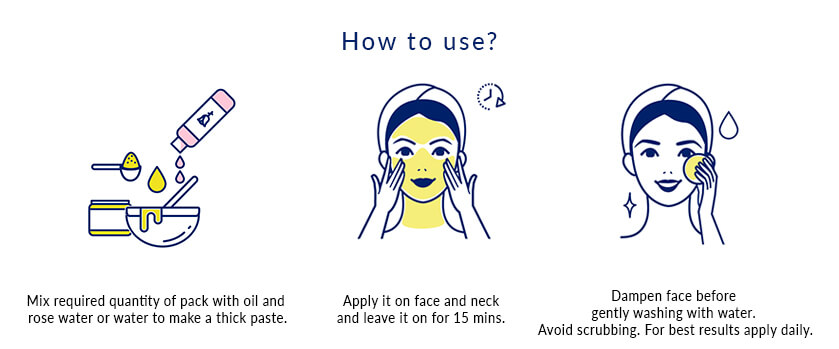 How to use?
Mix required quantity of pack with oil and
rose water or water to make a thick paste.
Apply it on face and neck
and leave it on for 15 mins.
Dampen face before
gently washing with water.
Avoid scrubbing. For best results apply daily.